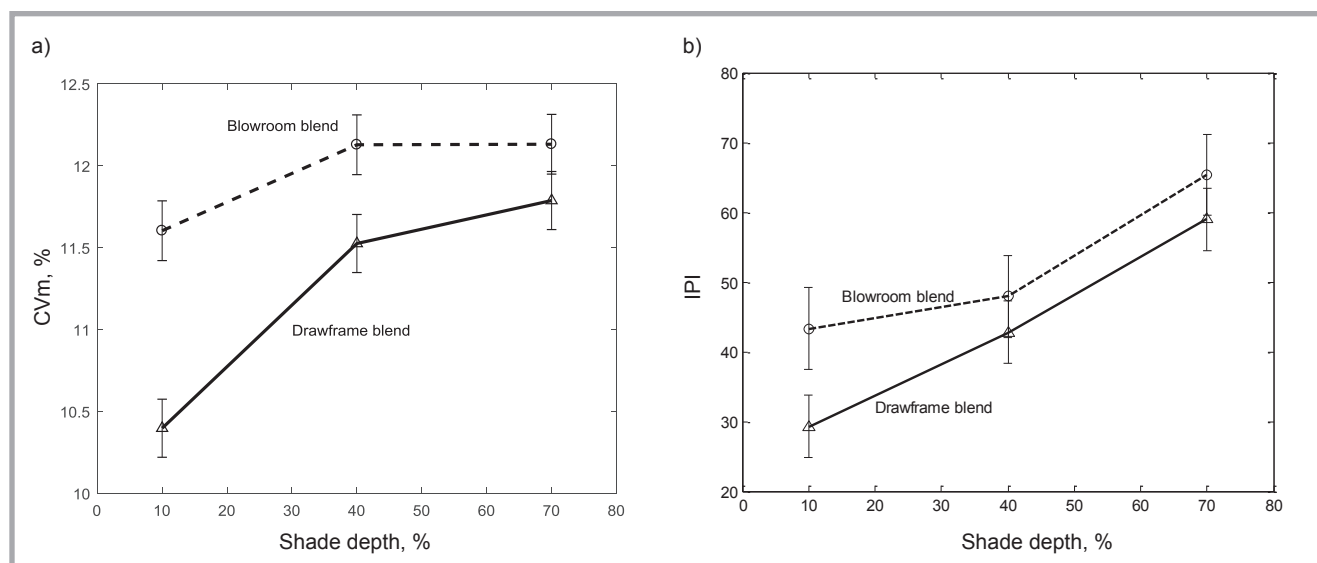 a)
12.5
Blowroom blend
12
CVm, %
11.5
Drawframe blend
11
10.5
10
0 10 20 30 40 50 60 70 80
Shade depth, %
b)
80
70
60
IPI
50
Blowroom blend
40
Drawframe blend
30
20
0 10 20 30 40 50 60 70 80
Shade depth, %